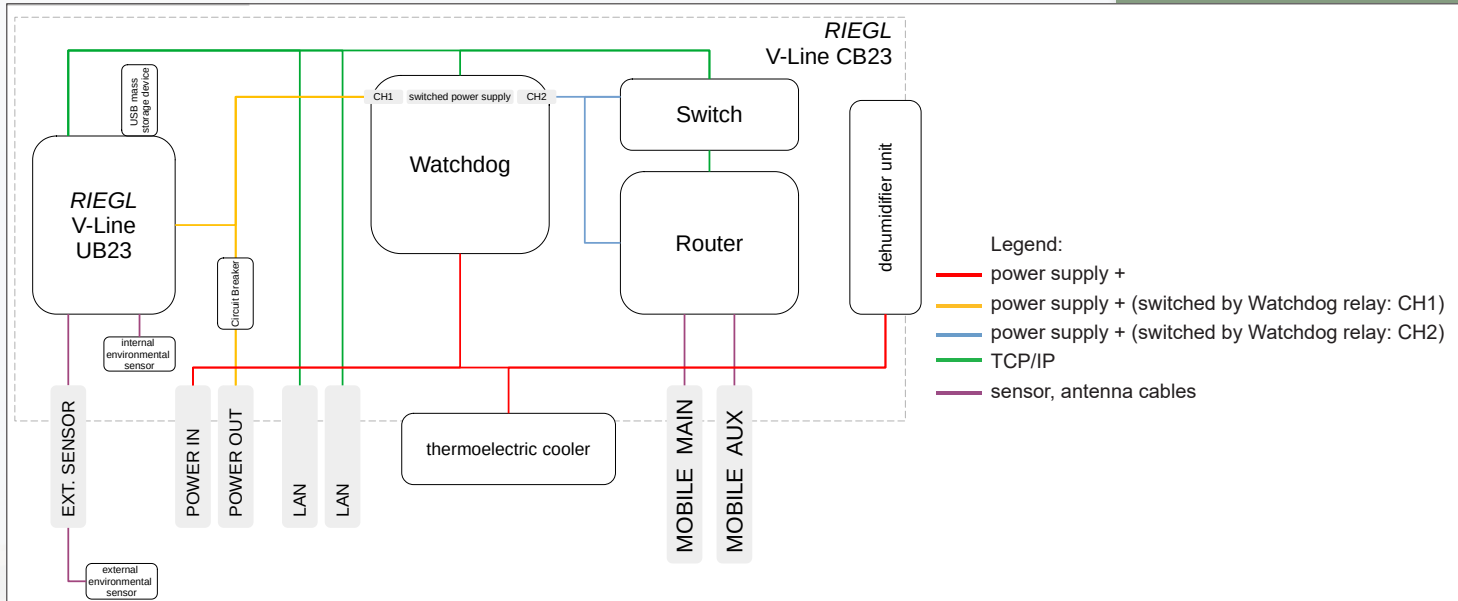 RIEGL
V-Line CB23
USB mass
storage device
CH1
switched power supply
CH2
Watchdog
Switch
Router
dehumidifier unit
RIEGL
V-Line
UB23
Circuit Breaker
internal
environmental
sensor
EXT. SENSOR
POWER IN
POWER OUT
LAN
LAN
thermoelectric cooler
MOBILE MAIN
MOBILE AUX
external
environmental
sensor
Legend:
power supply +
power supply + (switched by Watchdog relay: CH1)
power supply + (switched by Watchdog relay: CH2)
TCP/IP
sensor, antenna cables